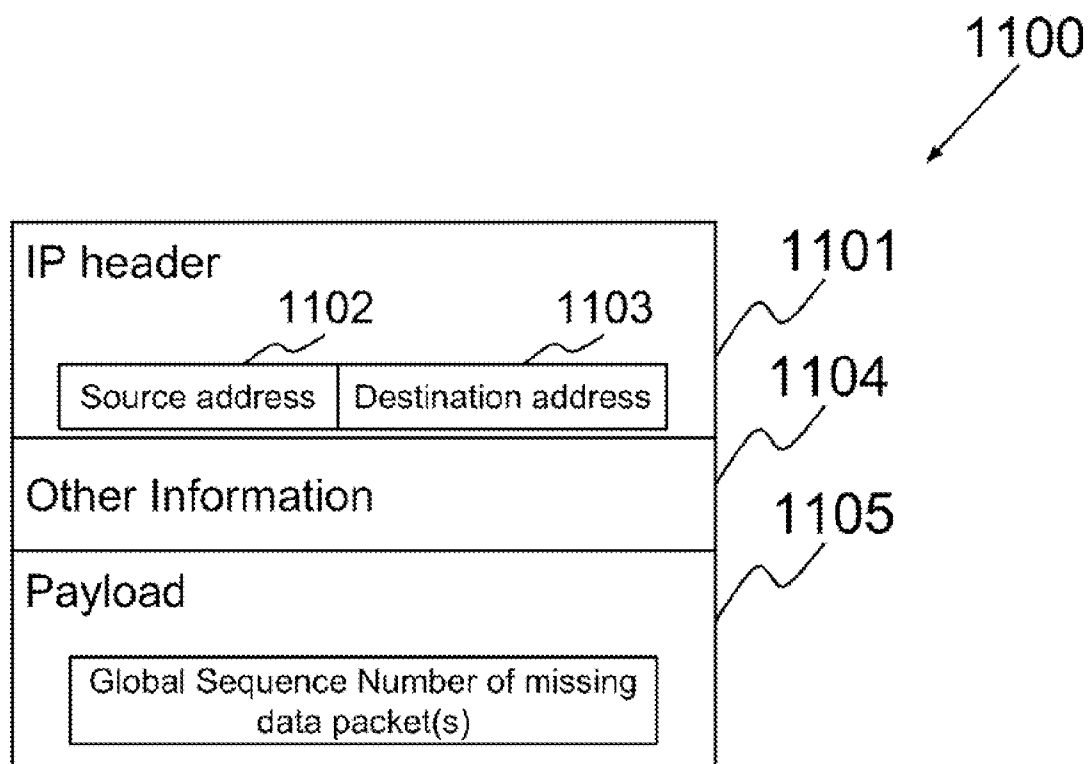 1100
IP header
1101
1102
1103
Source address
Destination address
1104
Other Information
1105
Payload
Global Sequence Number of missing
data packet(s)